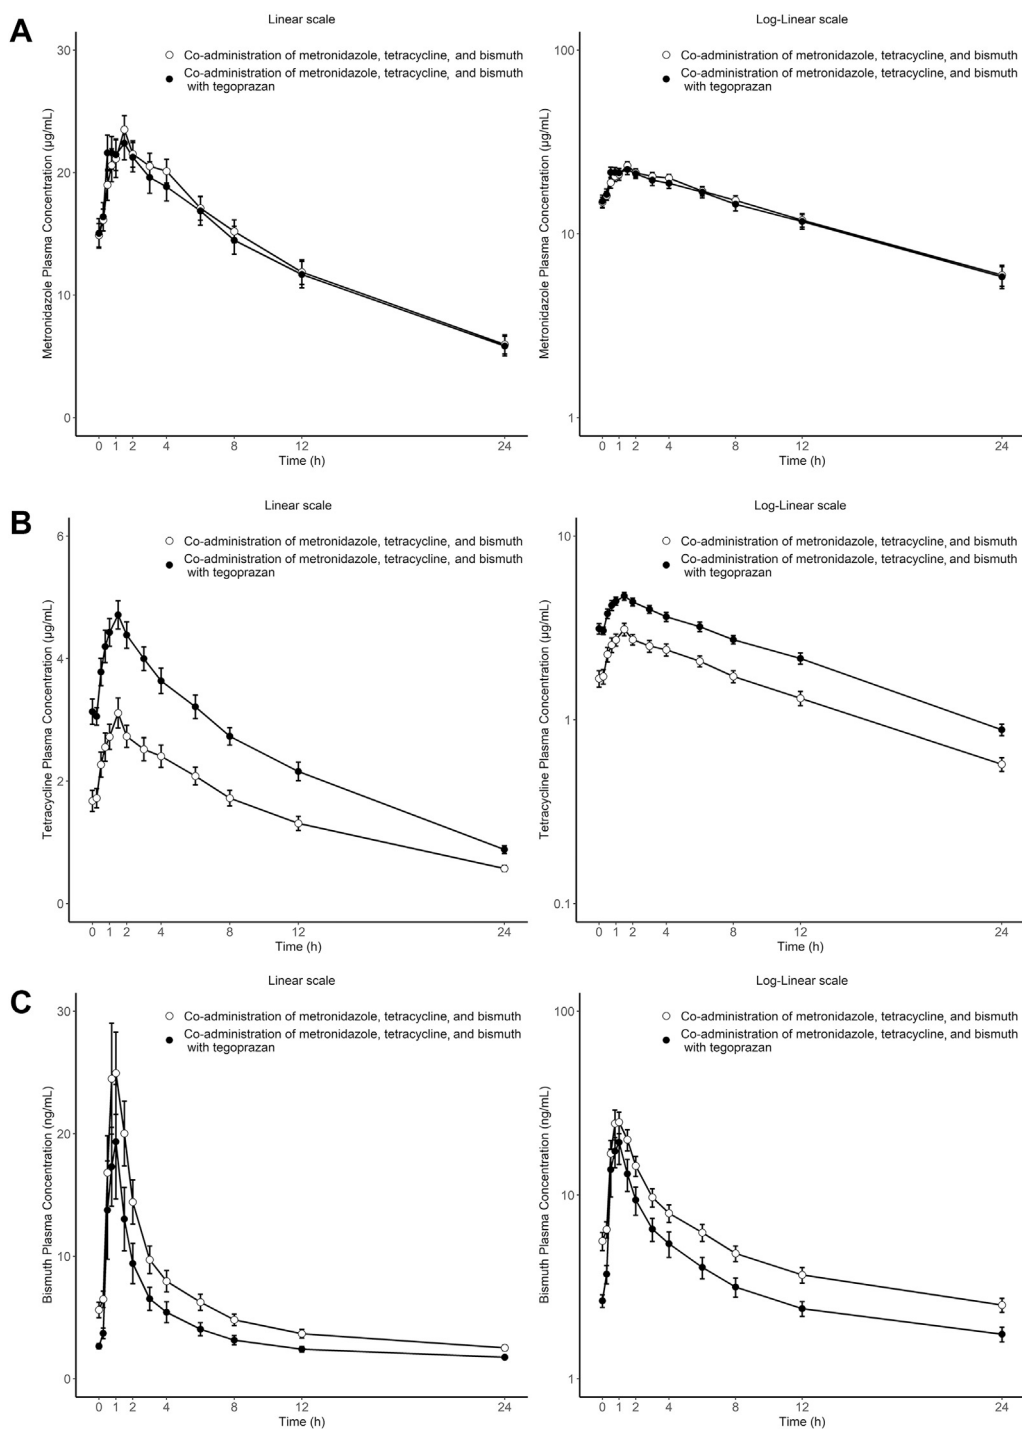 A
Linear scale
30
20
10
0
Metronidazole Plasma Concentration (µg/mL)
Co-administration of metronidazole, tetracycline, and bismuth
Co-administration of metronidazole, tetracycline, and bismuth
with tegoprazan
0 1 2 4 8 12 24
Time (h)
Log-Linear scale
100
10
1
Metronidazole Plasma Concentration (µg/mL)
Co-administration of metronidazole, tetracycline, and bismuth
Co-administration of metronidazole, tetracycline, and bismuth
with tegoprazan
0 1 2 4 8 12 24
Time (h)
B
Linear scale
6
4
2
0
Tetracycline Plasma Concentration (µg/mL)
Co-administration of metronidazole, tetracycline, and bismuth
Co-administration of metronidazole, tetracycline, and bismuth
with tegoprazan
0 1 2 4 8 12 24
Time (h)
Log-Linear scale
10
1
0.1
Tetracycline Plasma Concentration (µg/mL)
Co-administration of metronidazole, tetracycline, and bismuth
Co-administration of metronidazole, tetracycline, and bismuth
with tegoprazan
0 1 2 4 8 12 24
Time (h)
C
Linear scale
30
20
10
0
Bismuth Plasma Concentration (ng/mL)
Co-administration of metronidazole, tetracycline, and bismuth
Co-administration of metronidazole, tetracycline, and bismuth
with tegoprazan
0 1 2 4 8 12 24
Time (h)
Log-Linear scale
100
10
1
Bismuth Plasma Concentration (ng/mL)
Co-administration of metronidazole, tetracycline, and bismuth
Co-administration of metronidazole, tetracycline, and bismuth
with tegoprazan
0 1 2 4 8 12 24
Time (h)